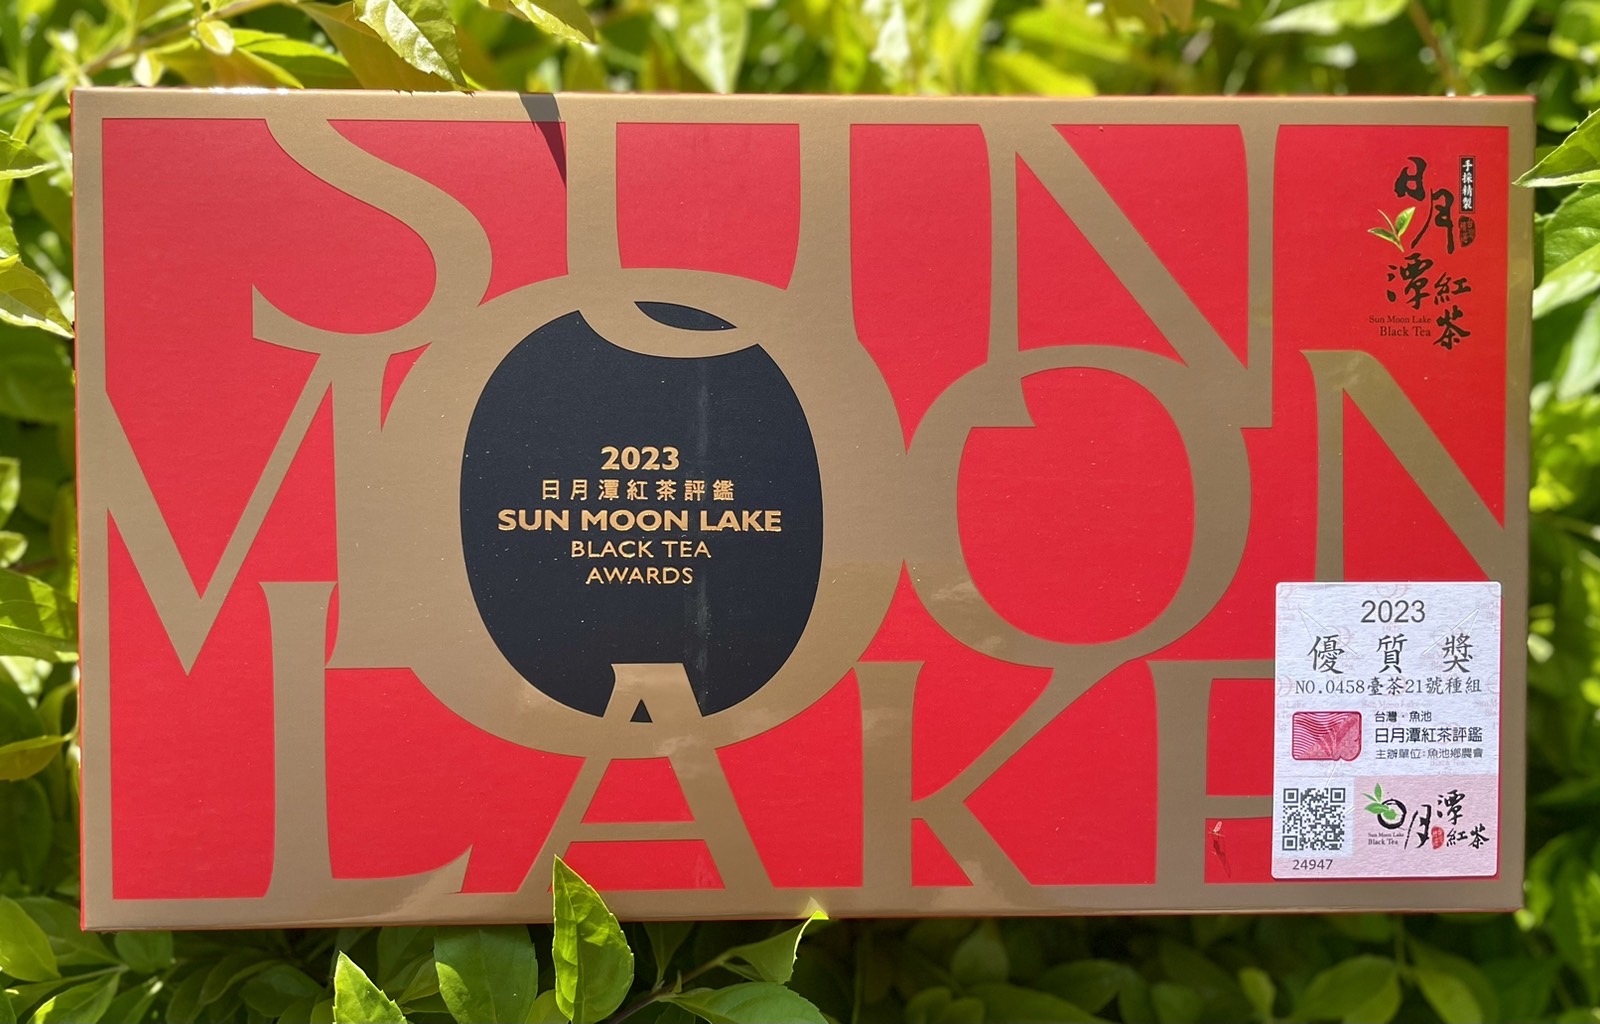 SUN
MOON
LAKE
2023
日月潭紅茶評鑑
SUN MOON LAKE
BLACK TEA
AWARDS
手採精製
日月潭紅茶
Sun Moon Lake
Black Tea
2023
優質獎
NO.0458臺茶21號種組
台灣・魚池
日月潭紅茶評鑑
主辦單位:魚池鄉農會
Sun Moon Lake
Black Tea
月潭紅茶
24947